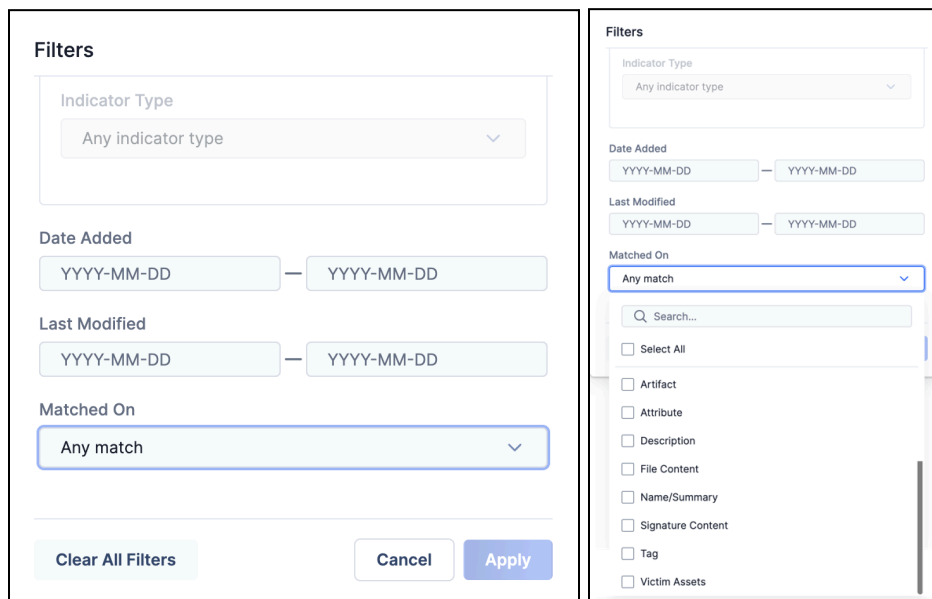 Filters
Indicator Type
Any indicator type
Date Added
YYYY-MM-DD — YYYY-MM-DD
Last Modified
YYYY-MM-DD — YYYY-MM-DD
Matched On
Any match
Clear All Filters Cancel Apply
Filters
Indicator Type
Any indicator type
Date Added
YYYY-MM-DD — YYYY-MM-DD
Last Modified
YYYY-MM-DD — YYYY-MM-DD
Matched On
Any match
Search...
Select All
Artifact
Attribute
Description
File Content
Name/Summary
Signature Content
Tag
Victim Assets